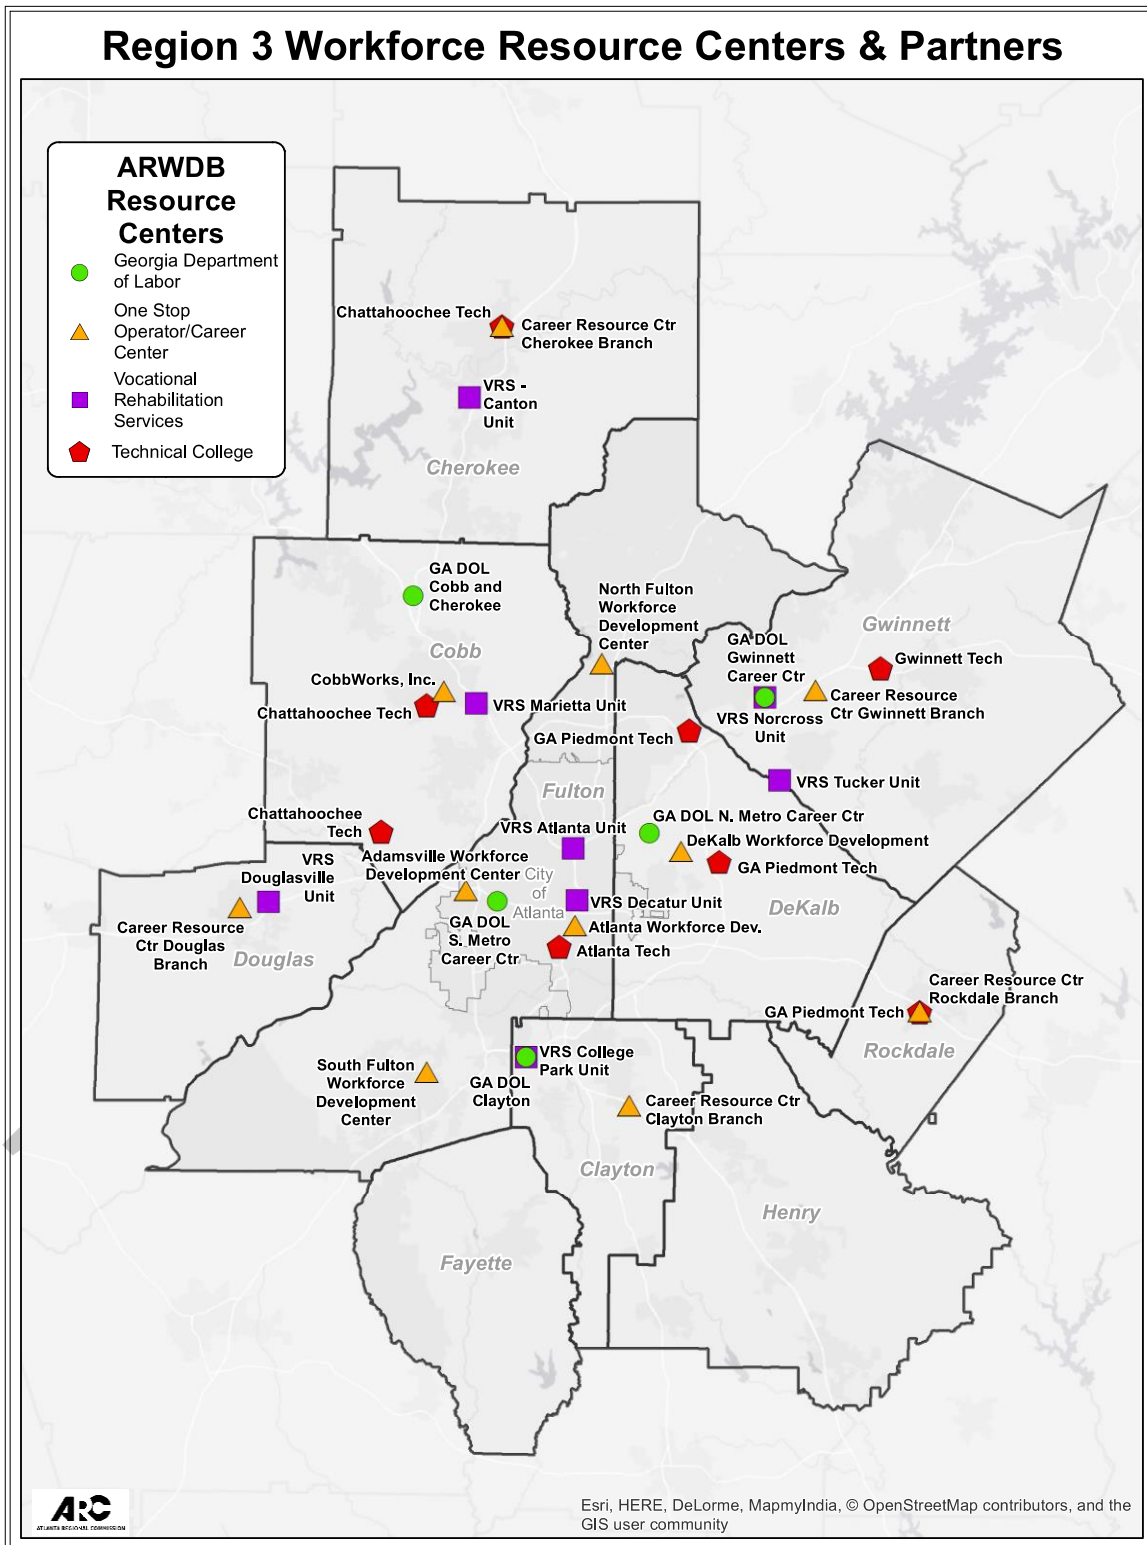 Region 3 Workforce Resource Centers & Partners
ARWDB
Resource
Centers
Georgia Department
of Labor
One Stop
Operator/Career
Center
Vocational
Rehabilitation
Services
Technical College
Chattahoochee Tech
Career Resource Ctr
Cherokee Branch
VRS -
Canton
Unit
Cherokee
GA DOL
Cobb and
Cherokee
North Fulton
Workforce
Development
Center
Gwinnett
GA DOL
Gwinnett
Career Ctr
Gwinnett Tech
Cobb
CobbWorks, Inc.
Chattahoochee Tech
VRS Marietta Unit
Career Resource
Ctr Gwinnett Branch
VRS Norcross
Unit
GA Piedmont Tech
VRS Tucker Unit
Fulton
Chattahoochee
Tech
VRS Atlanta Unit
GA DOL N. Metro Career Ctr
DeKalb Workforce Development
GA Piedmont Tech
VRS
Douglasville
Unit
Adamsville Workforce
Development Center
City
of
Atlanta
VRS Decatur Unit
DeKalb
Career Resource
Ctr Douglas
Branch
Douglas
GA DOL
S. Metro
Career Ctr
Atlanta Workforce Dev.
Atlanta Tech
Career Resource Ctr
Rockdale Branch
GA Piedmont Tech
Rockdale
South Fulton
Workforce
Development
Center
VRS College
Park Unit
GA DOL
Clayton
Career Resource Ctr
Clayton Branch
Clayton
Henry
Fayette
ARC
ATLANTA REGIONAL COMMISSION
Esri, HERE, DeLorme, MapmyIndia, © OpenStreetMap contributors, and the
GIS user community